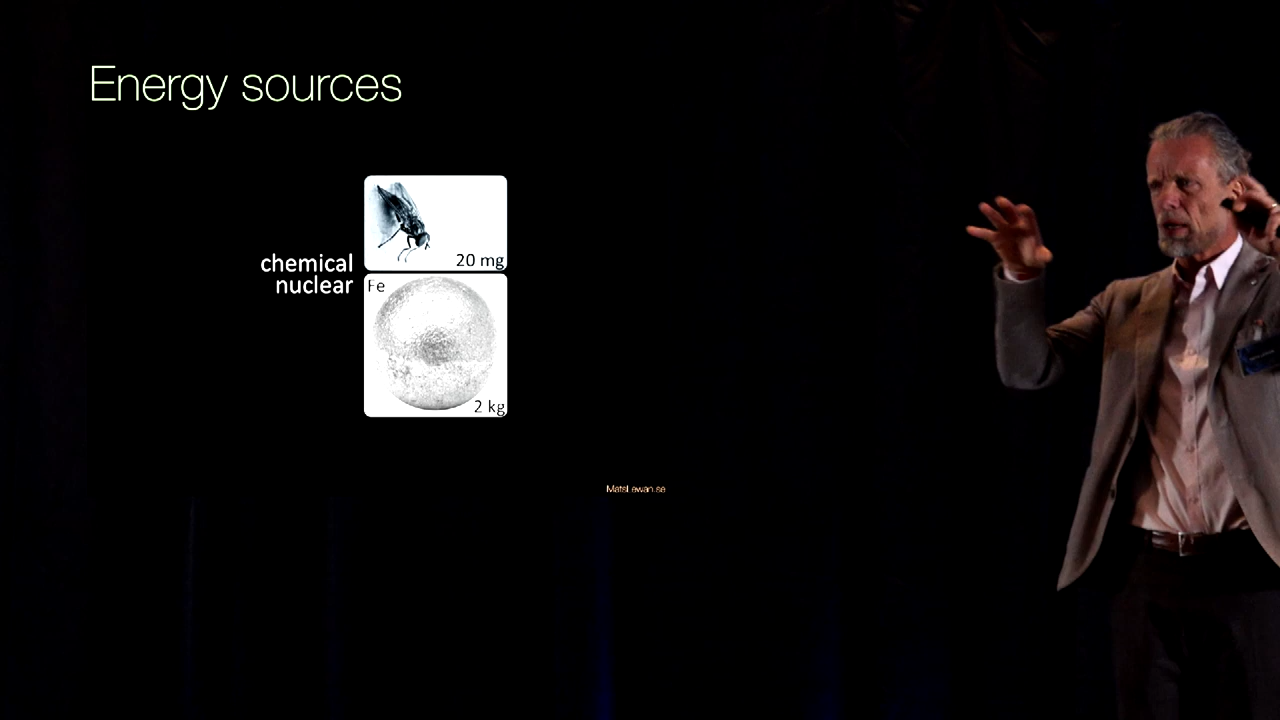 Energy sources
20 mg
chemical
nuclear
Fe
2 kg
MatsLewan.se